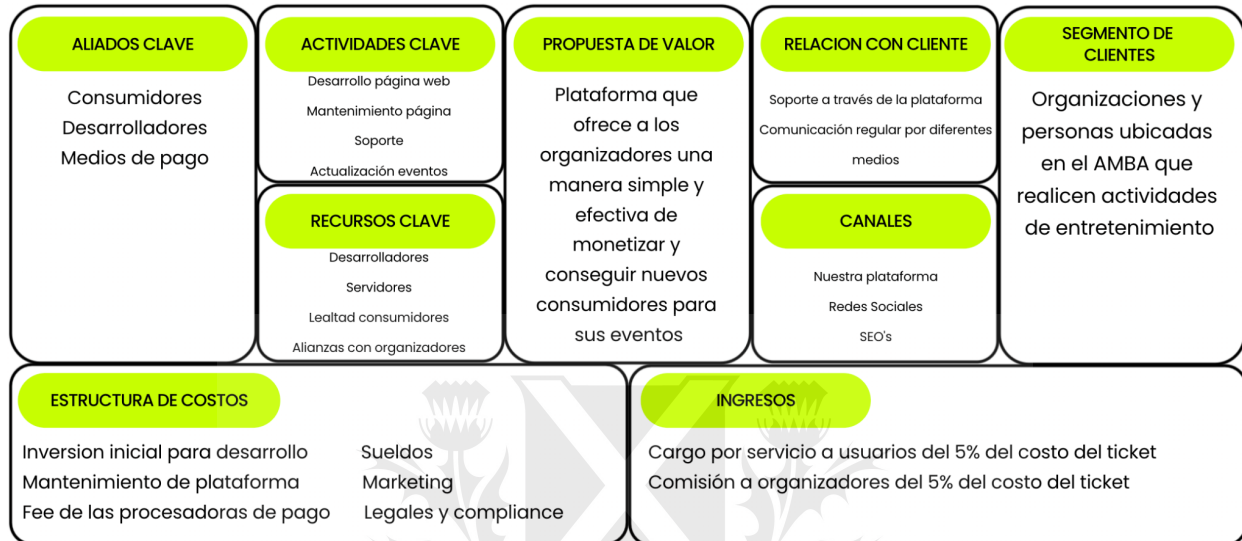 ALIADOS CLAVE
Consumidores
Desarrolladores
Medios de pago
ACTIVIDADES CLAVE
Desarrollo página web
Mantenimiento página
Soporte
Actualización eventos
RECURSOS CLAVE
Desarrolladores
Servidores
Lealtad consumidores
Alianzas con organizadores
PROPUESTA DE VALOR
Plataforma que
ofrece a los
organizadores una
manera simple y
efectiva de
monetizar y
conseguir nuevos
consumidores para
sus eventos
RELACION CON CLIENTE
Soporte a través de la plataforma
Comunicación regular por diferentes
medios
CANALES
Nuestra plataforma
Redes Sociales
SEO's
SEGMENTO DE
CLIENTES
Organizaciones y
personas ubicadas
en el AMBA que
realicen actividades
de entretenimiento
ESTRUCTURA DE COSTOS
Inversion inicial para desarrollo
Mantenimiento de plataforma
Fee de las procesadoras de pago
Sueldos
Marketing
Legales y compliance
INGRESOS
Cargo por servicio a usuarios del 5% del costo del ticket
Comisión a organizadores del 5% del costo del ticket